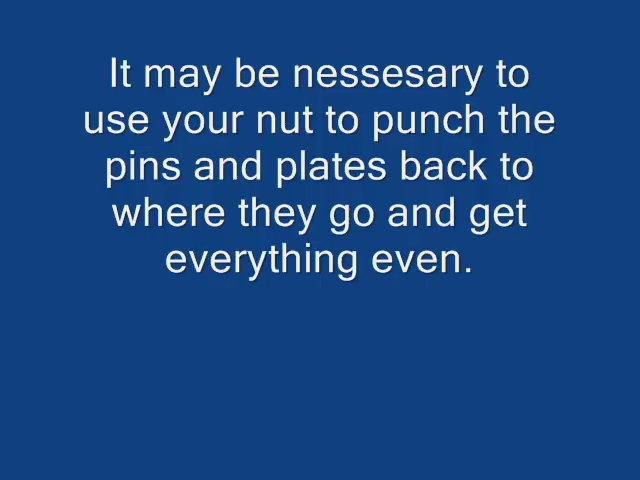 It may be nessesary to
use your nut to punch the
pins and plates back to
where they go and get
everything even.